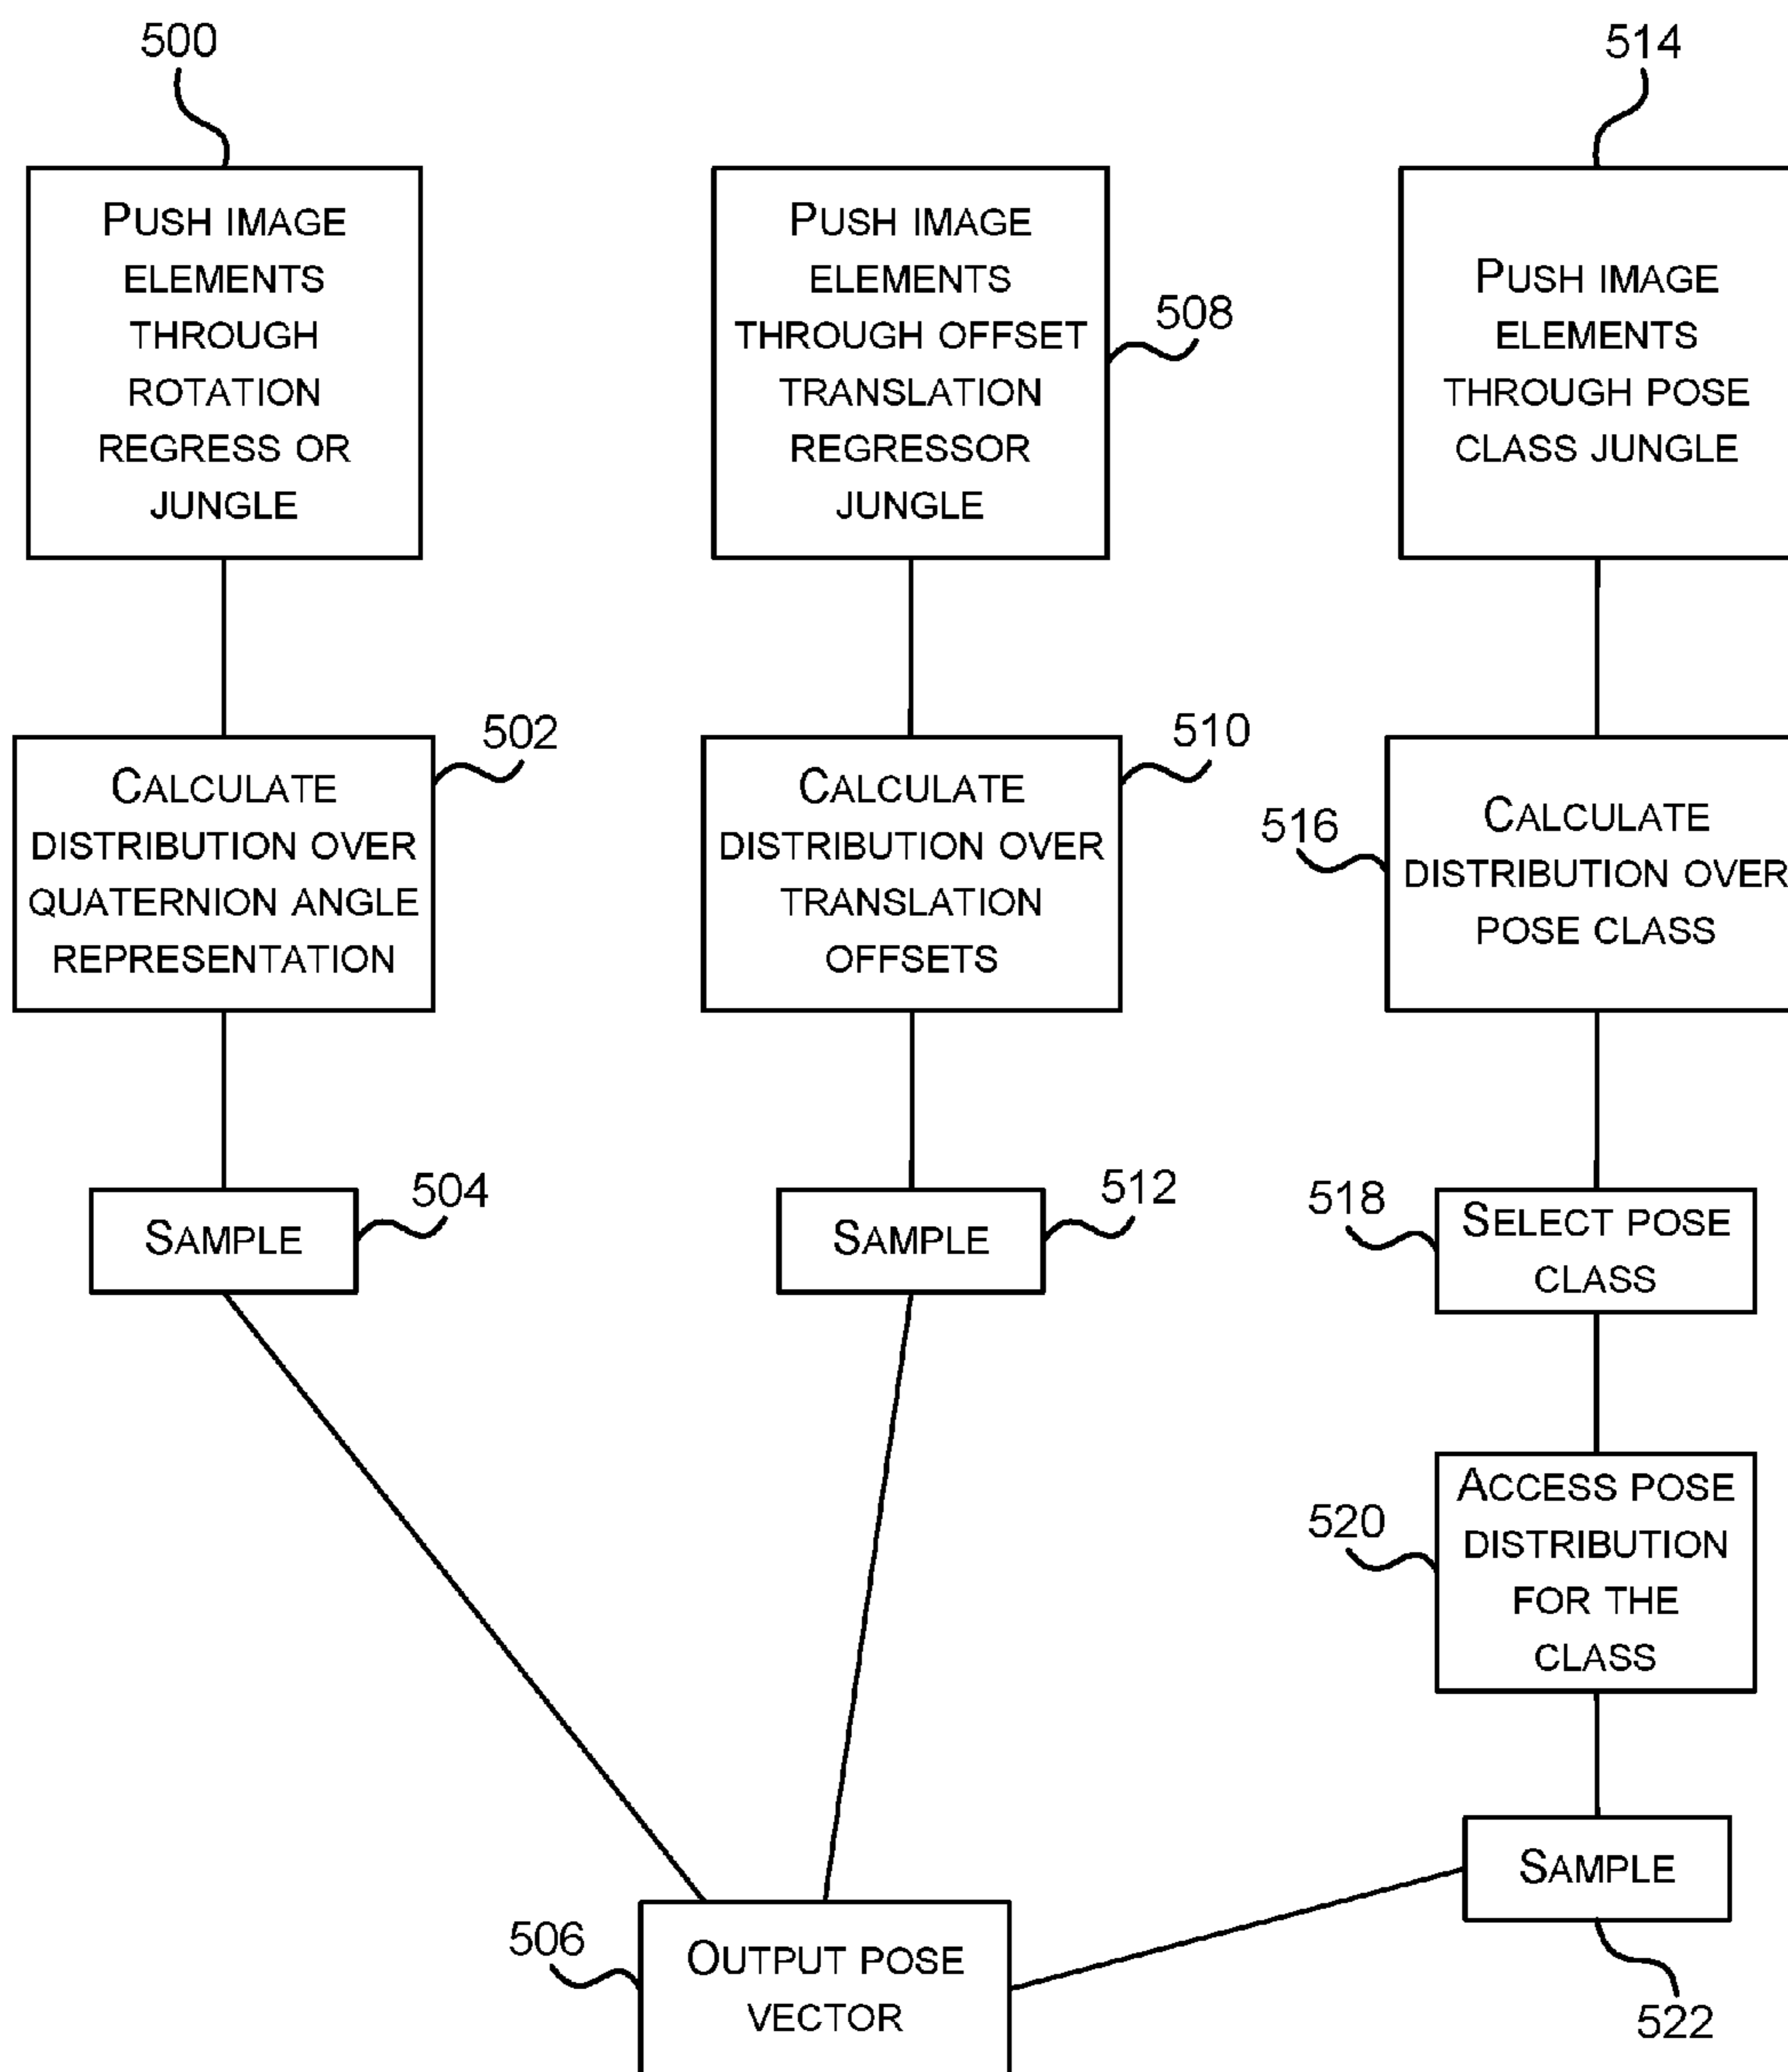 500
PUSH IMAGE
ELEMENTS
THROUGH
ROTATION
REGRESS OR
JUNGLE
502
CALCULATE
DISTRIBUTION OVER
QUATERNION ANGLE
REPRESENTATION
504
SAMPLE
PUSH IMAGE
ELEMENTS
THROUGH OFFSET
TRANSLATION
REGRESSOR
JUNGLE
508
CALCULATE
DISTRIBUTION OVER
TRANSLATION
OFFSETS
510
SAMPLE
512
514
PUSH IMAGE
ELEMENTS
THROUGH POSE
CLASS JUNGLE
516
CALCULATE
DISTRIBUTION OVER
POSE CLASS
518
SELECT POSE
CLASS
520
ACCESS POSE
DISTRIBUTION
FOR THE
CLASS
SAMPLE
522
506
OUTPUT POSE
VECTOR